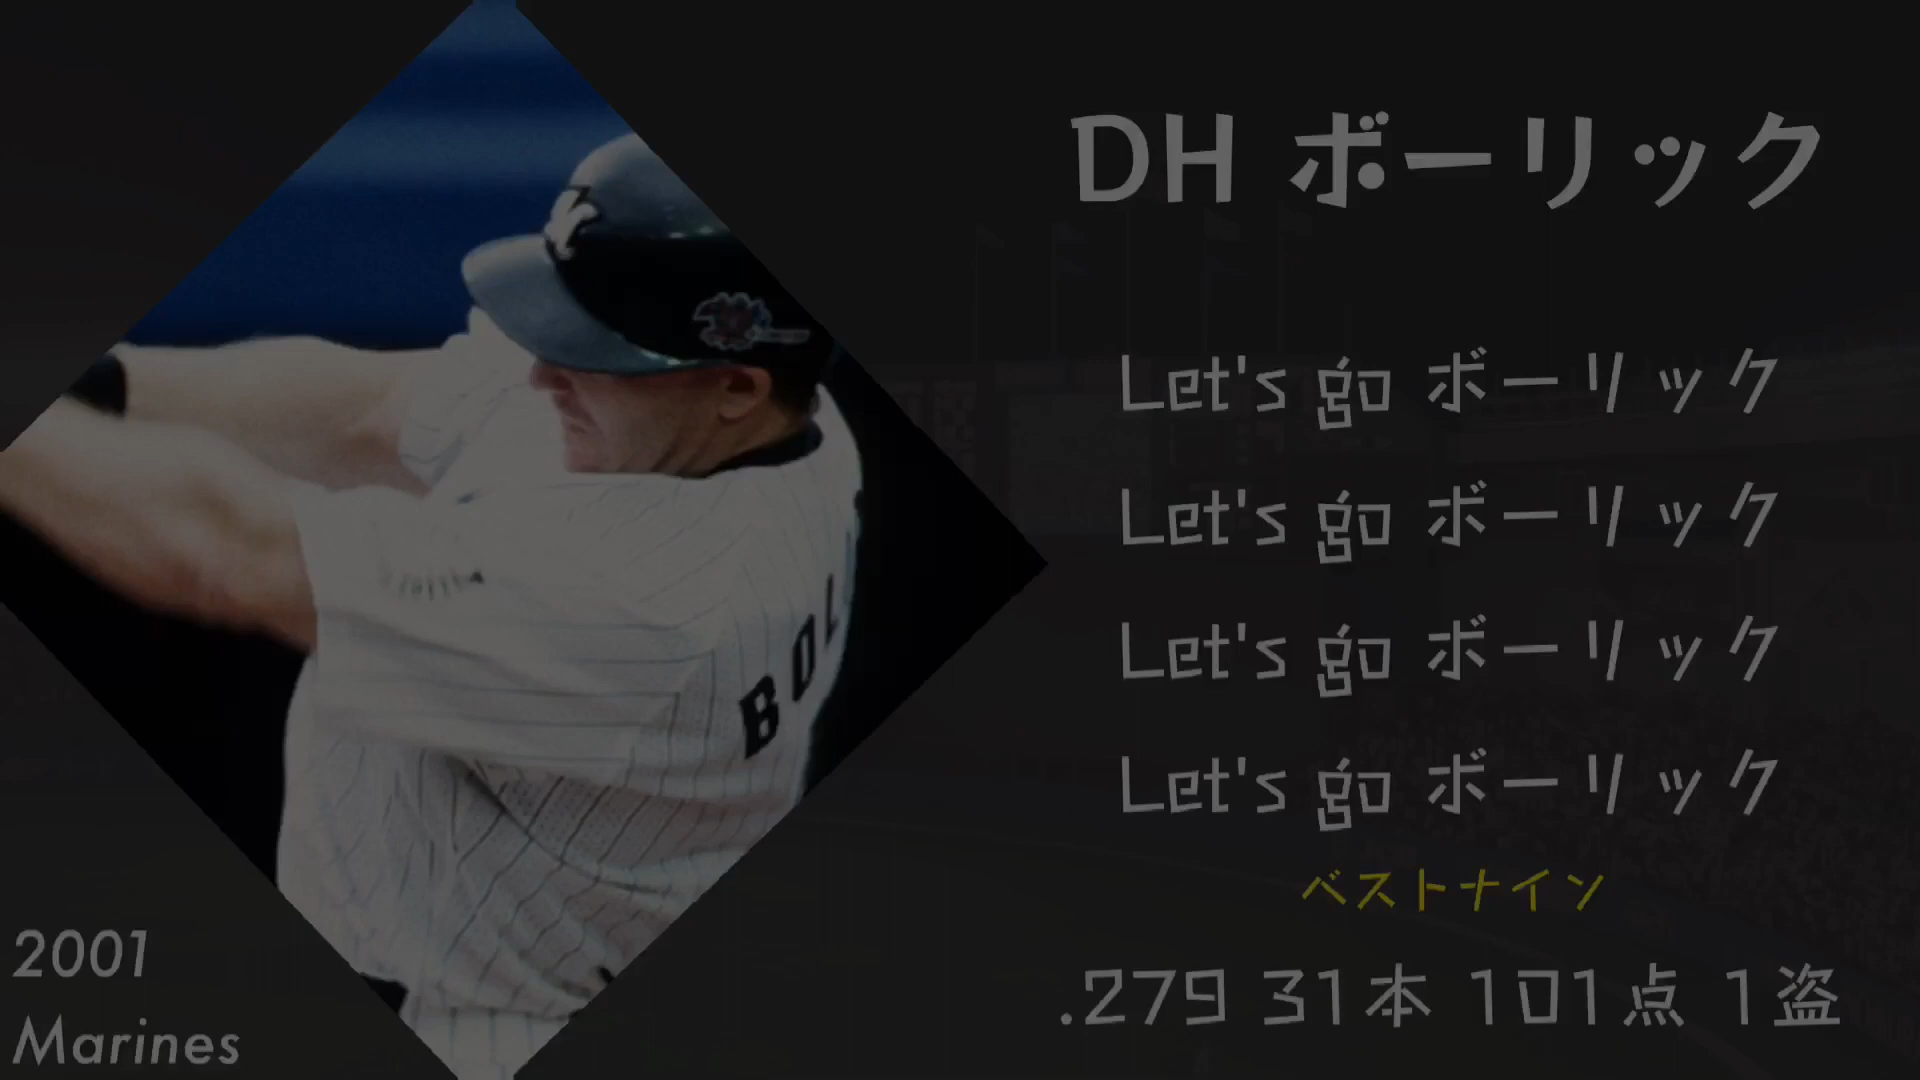 DH ボーリック
Let's go ボーリック
Let's go ボーリック
Let's go ボーリック
Let's go ボーリック
ベストナイン
.279 31本 101点 1盗
2001
Marines
BOL